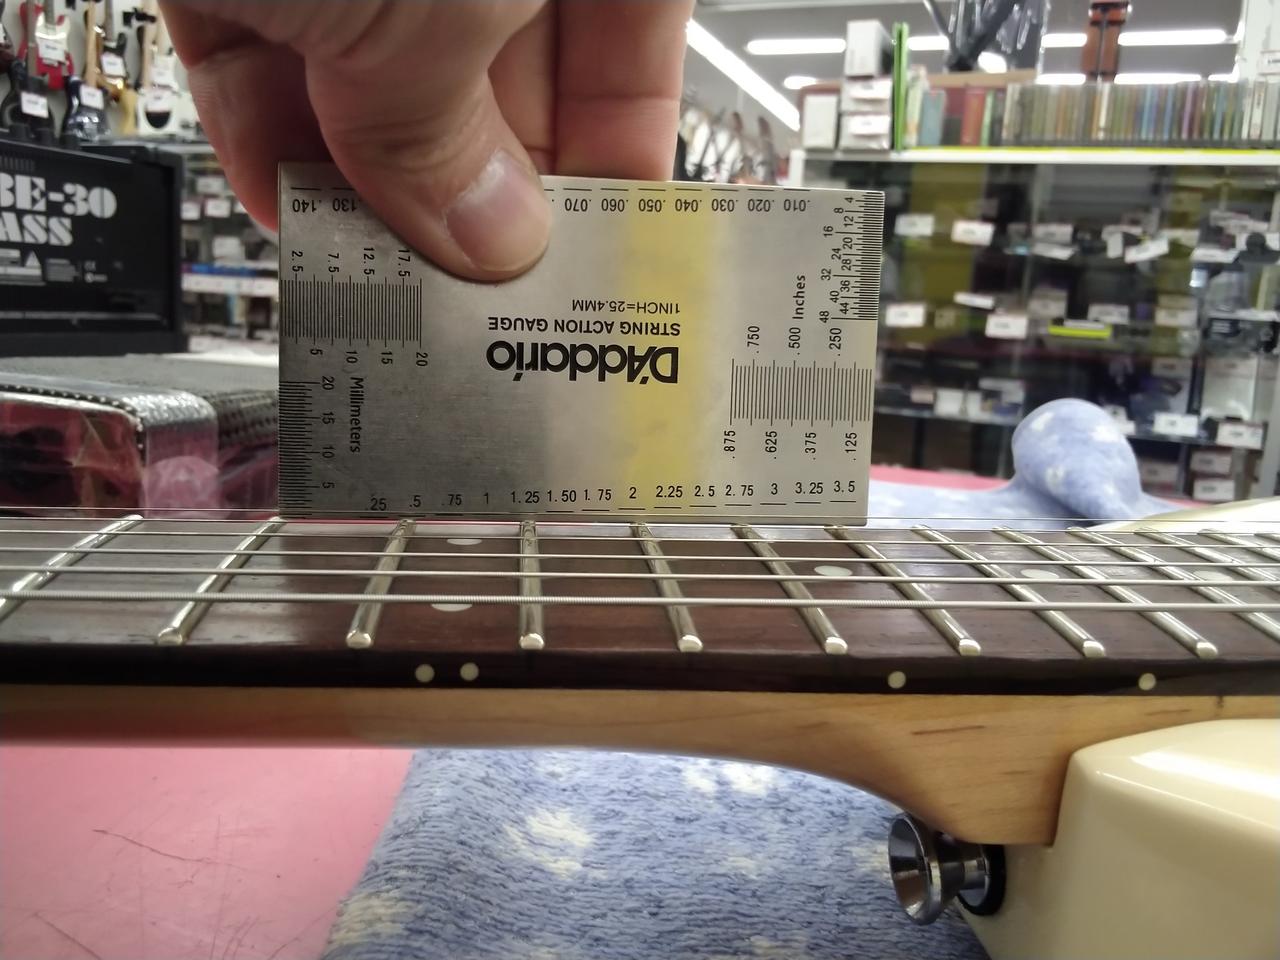 BE-30
ASS
.140 .130 .070 .060 .050 .040 .030 .020 .010
4 8 12 16 20 24 28 32 36 40 44 48
2.5 7.5 12.5 17.5
5 10 15 20
Millimeters
20 15 10 5
D'Addario
STRING ACTION GAUGE
1INCH=25.4MM
Inches
.750 .500 .250
.875 .625 .375 .125
.25 .5 .75 1 1.25 1.50 1.75 2 2.25 2.5 2.75 3 3.25 3.5